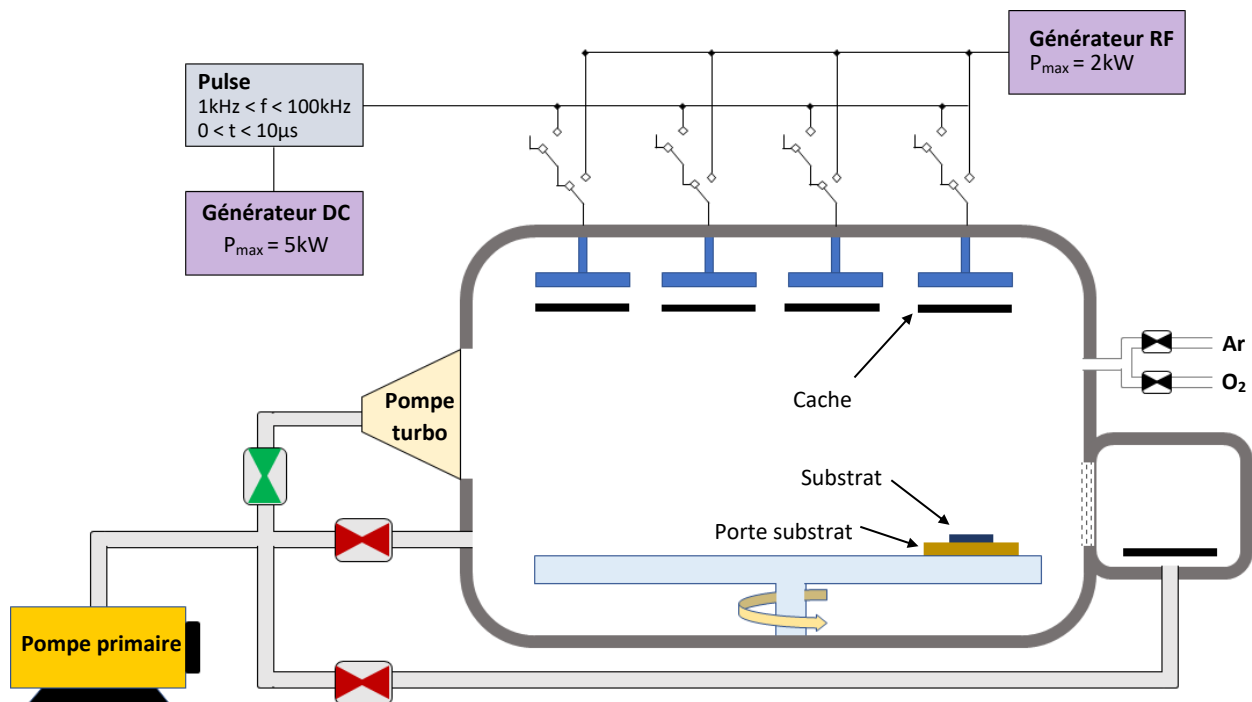 Générateur RF
Pmax = 2kW
Pulse
1kHz < f < 100kHz
0 < t < 10µs
Générateur DC
Pmax = 5kW
Ar
O2
Cache
Pompe
turbo
Substrat
Porte substrat
Pompe primaire